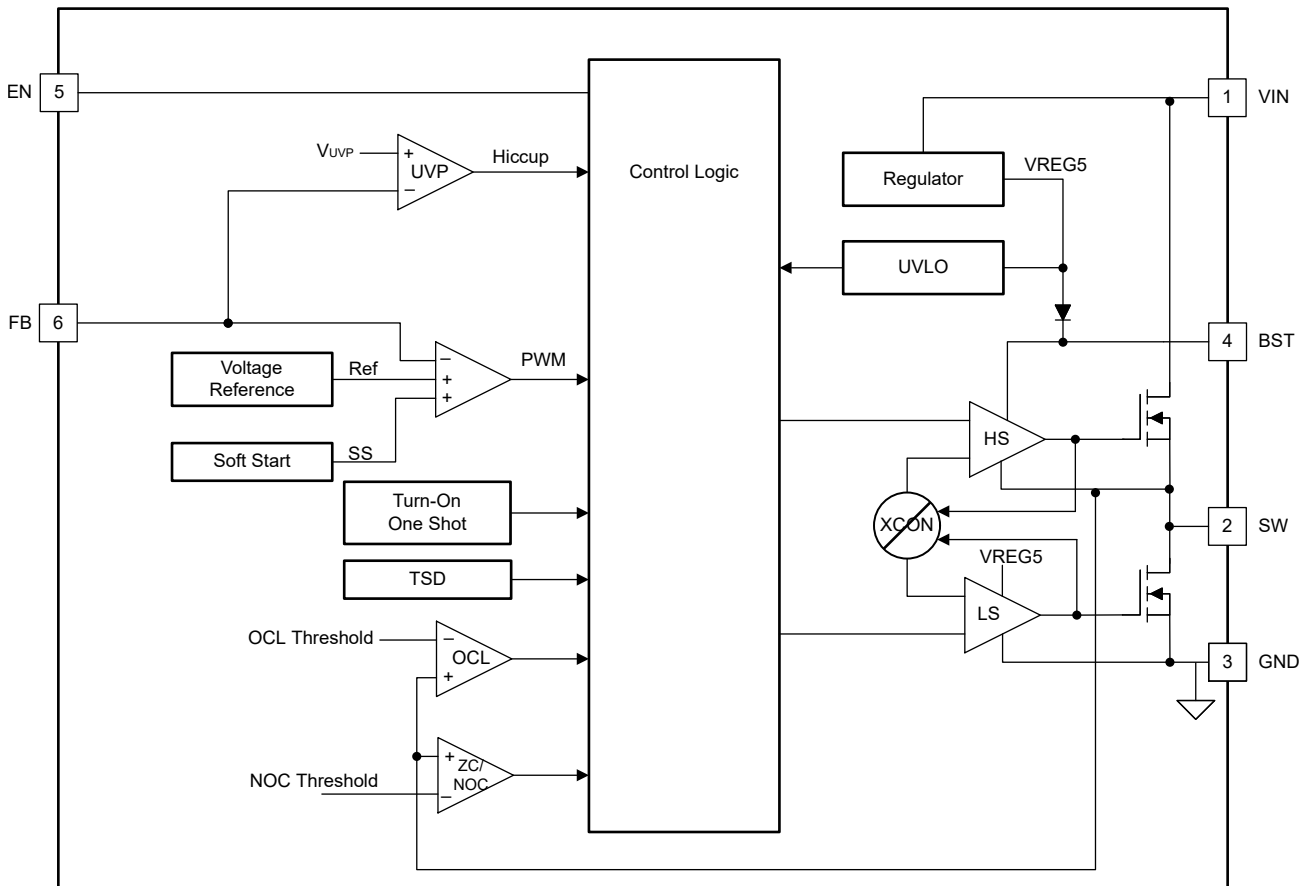 EN
5
1
VIN
VUVP
+
UVP
−
Hiccup
Control Logic
Regulator
VREG5
UVLO
FB
6
4
BST
Voltage
Reference
Ref
−
+
+
PWM
Soft Start
SS
HS
Turn-On
One Shot
XCON
2
SW
TSD
VREG5
LS
OCL Threshold
−
OCL
+
3
GND
NOC Threshold
+
ZC/
NOC
−